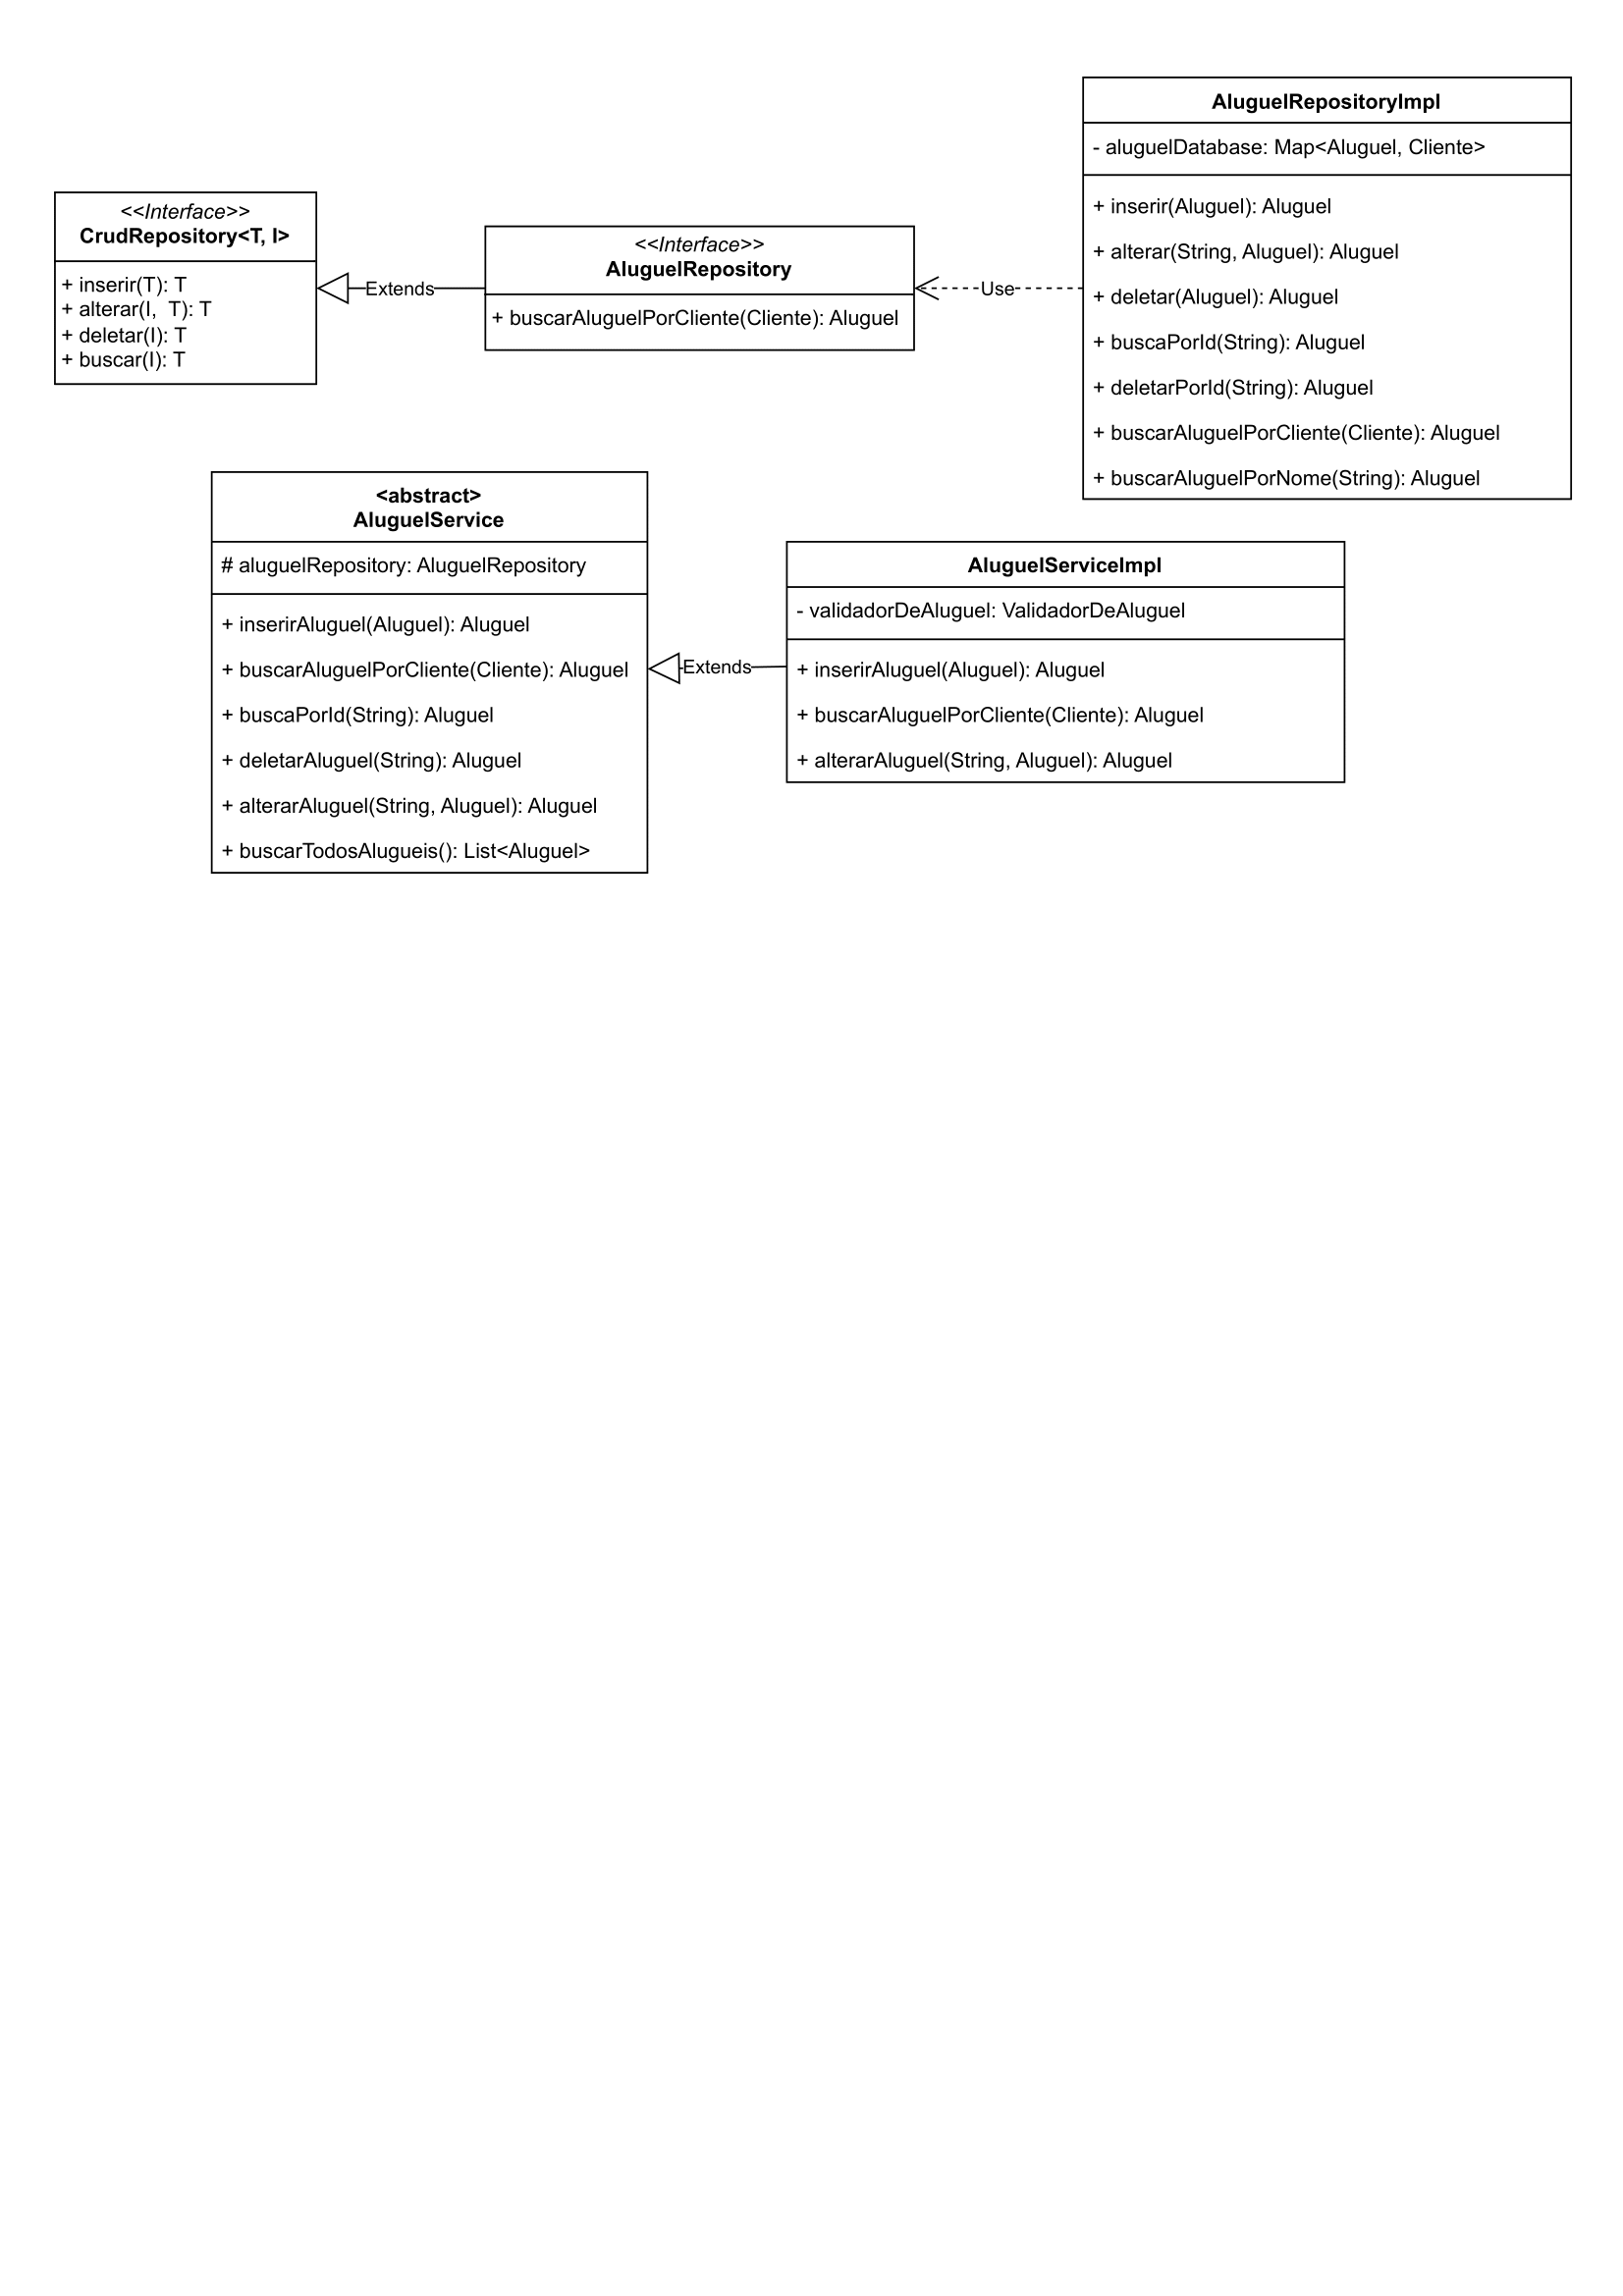 <<Interface>>
CrudRepository<T, I>
+ inserir(T): T
+ alterar(I,  T): T
+ deletar(I): T
+ buscar(I): T
Extends
<<Interface>>
AluguelRepository
+ buscarAluguelPorCliente(Cliente): Aluguel
Use
AluguelRepositoryImpl
- aluguelDatabase: Map<Aluguel, Cliente>
+ inserir(Aluguel): Aluguel
+ alterar(String, Aluguel): Aluguel
+ deletar(Aluguel): Aluguel
+ buscaPorId(String): Aluguel
+ deletarPorId(String): Aluguel
+ buscarAluguelPorCliente(Cliente): Aluguel
+ buscarAluguelPorNome(String): Aluguel
<abstract>
AluguelService
# aluguelRepository: AluguelRepository
+ inserirAluguel(Aluguel): Aluguel
+ buscarAluguelPorCliente(Cliente): Aluguel
+ buscaPorId(String): Aluguel
+ deletarAluguel(String): Aluguel
+ alterarAluguel(String, Aluguel): Aluguel
+ buscarTodosAlugueis(): List<Aluguel>
Extends
AluguelServiceImpl
- validadorDeAluguel: ValidadorDeAluguel
+ inserirAluguel(Aluguel): Aluguel
+ buscarAluguelPorCliente(Cliente): Aluguel
+ alterarAluguel(String, Aluguel): Aluguel